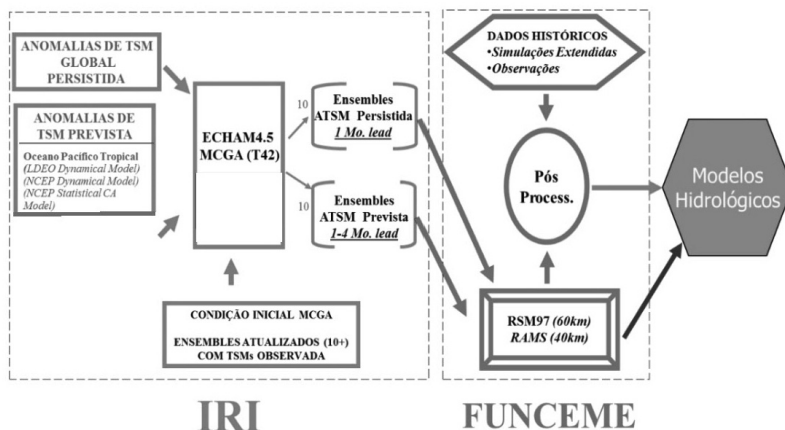 ANOMALIAS DE TSM
GLOBAL
PERSISTIDA
ANOMALIAS DE
TSM PREVISTA
Oceano Pacífico Tropical
(LDEO Dynamical Model)
(NCEP Dynamical Model)
(NCEP Statistical CA
Model)
ECHAM4.5
MCGA (T42)
10
Ensembles
ATSM Persistida
1 Mo. lead
10
Ensembles
ATSM Prevista
1-4 Mo. lead
CONDIÇÃO INICIAL MCGA
ENSEMBLES ATUALIZADOS (10+)
COM TSMs OBSERVADA
IRI
DADOS HISTÓRICOS
•Simulações Extendidas
•Observações
Pós
Process.
RSM97 (60km)
RAMS (40km)
FUNCEME
Modelos
Hidrológicos